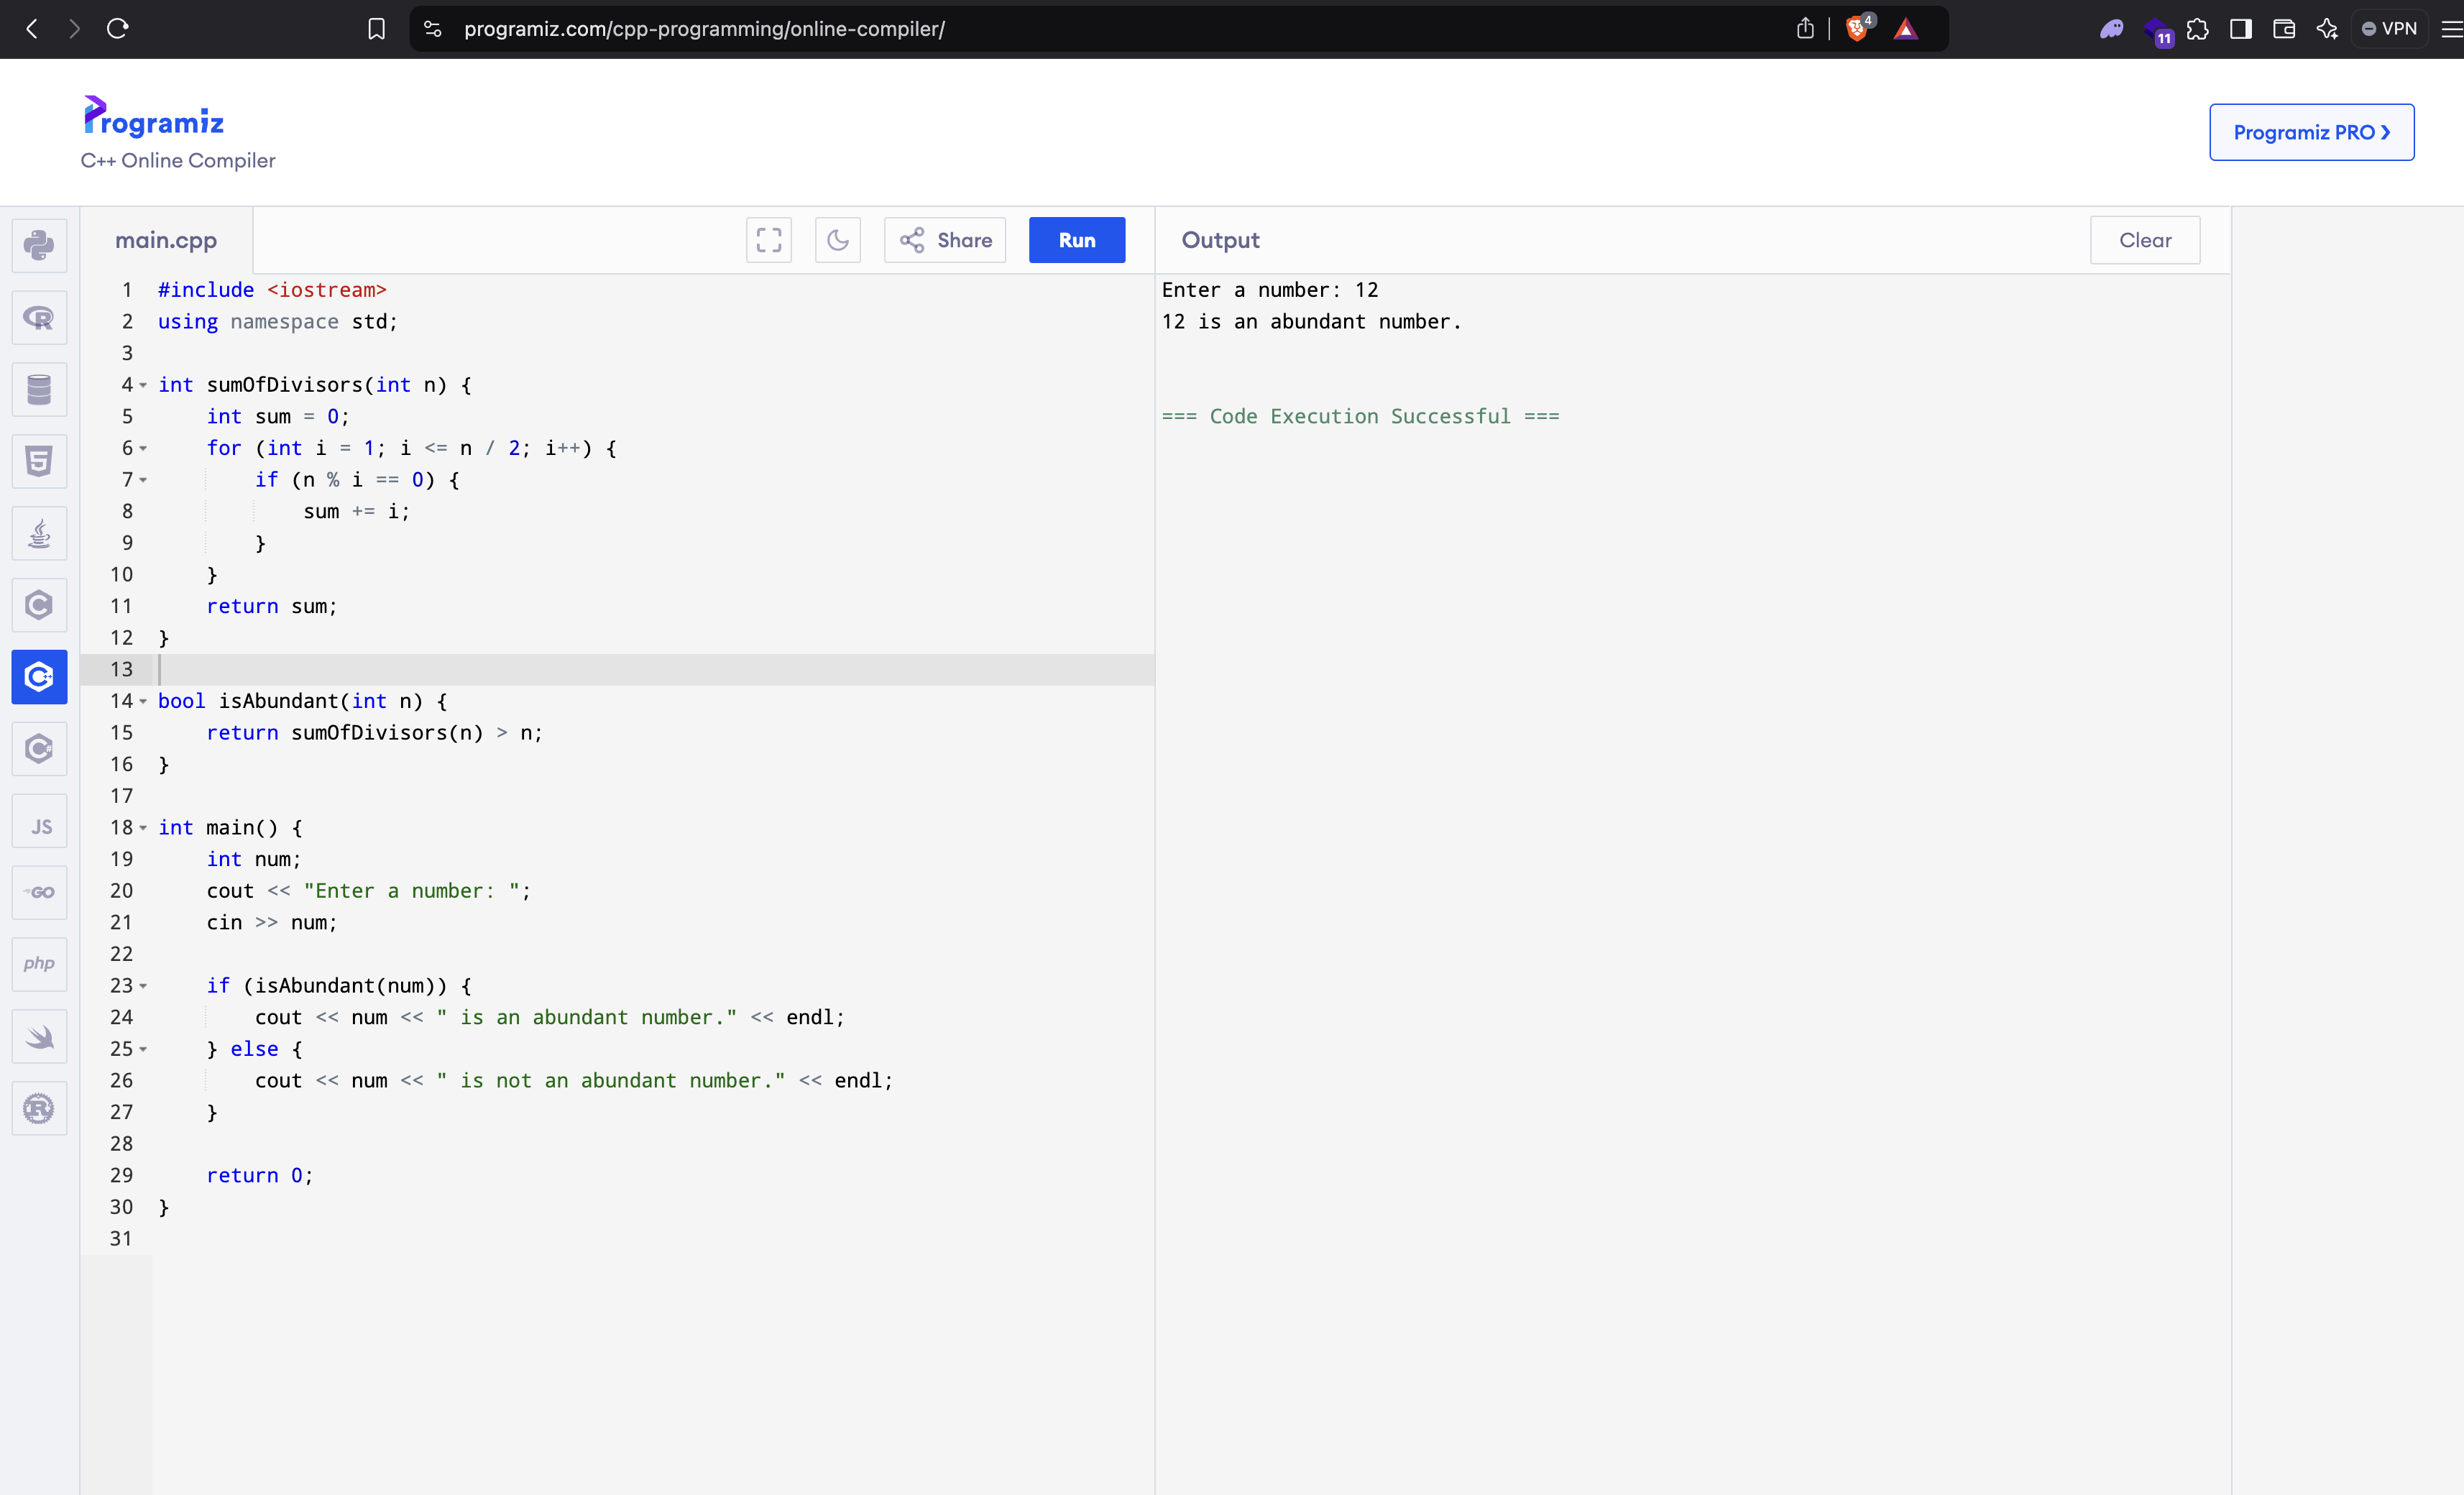 programiz.com/cpp-programming/online-compiler/
4
11
VPN
Programiz
C++ Online Compiler
Programiz PRO ❯
main.cpp
Share
Run
Output
Clear
1 #include <iostream>
2 using namespace std;
3
4 int sumOfDivisors(int n) {
5     int sum = 0;
6     for (int i = 1; i <= n / 2; i++) {
7         if (n % i == 0) {
8             sum += i;
9         }
10     }
11     return sum;
12 }
13
14 bool isAbundant(int n) {
15     return sumOfDivisors(n) > n;
16 }
17
18 int main() {
19     int num;
20     cout << "Enter a number: ";
21     cin >> num;
22
23     if (isAbundant(num)) {
24         cout << num << " is an abundant number." << endl;
25     } else {
26         cout << num << " is not an abundant number." << endl;
27     }
28
29     return 0;
30 }
31
Enter a number: 12
12 is an abundant number.
=== Code Execution Successful ===
R
5
C
C++
C#
JS
GO
php
R